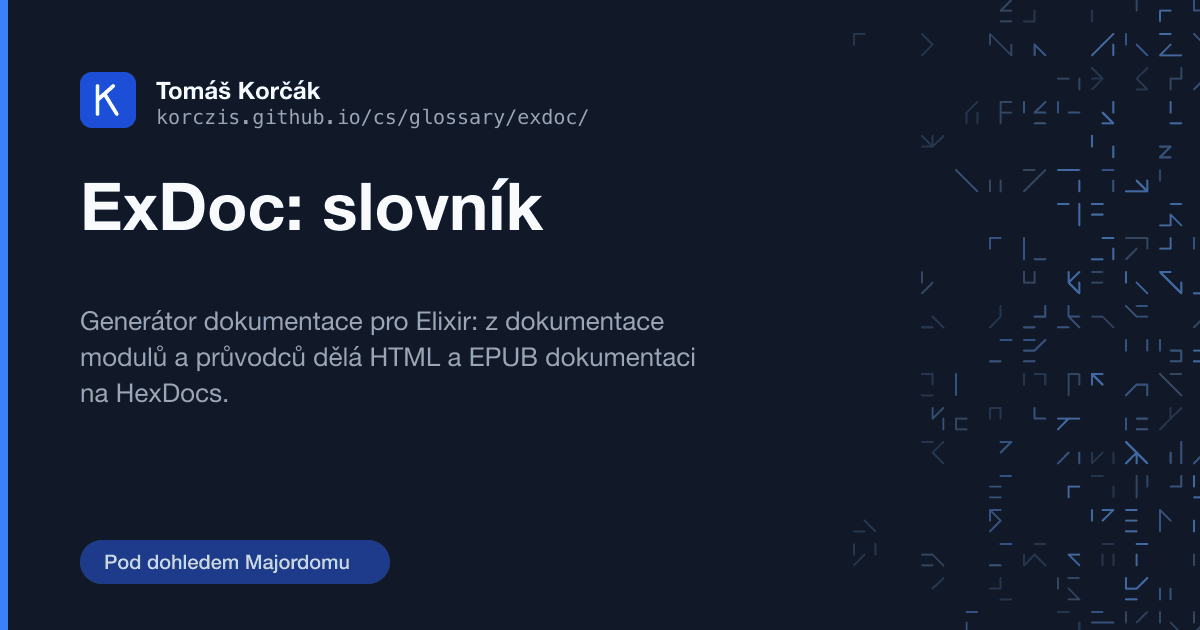 K
Tomáš Korčák
korczis.github.io/cs/glossary/exdoc/
ExDoc: slovník
Generátor dokumentace pro Elixir: z dokumentace
modulů a průvodců dělá HTML a EPUB dokumentaci
na HexDocs.
Pod dohledem Majordomu